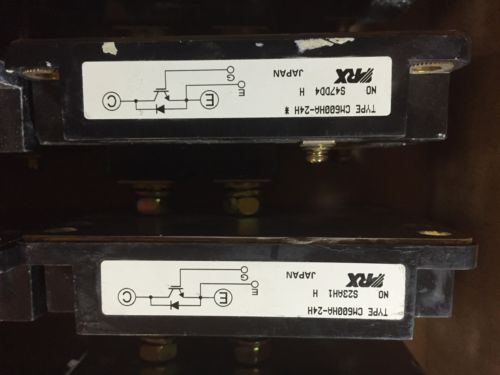 TYPE CM600HA-24H *
NO S47DD4 H
PRX
JAPAN
C
E
E
G
TYPE CM600HA-24H
NO S23AH1 H
PRX
JAPAN
C
E
E
G